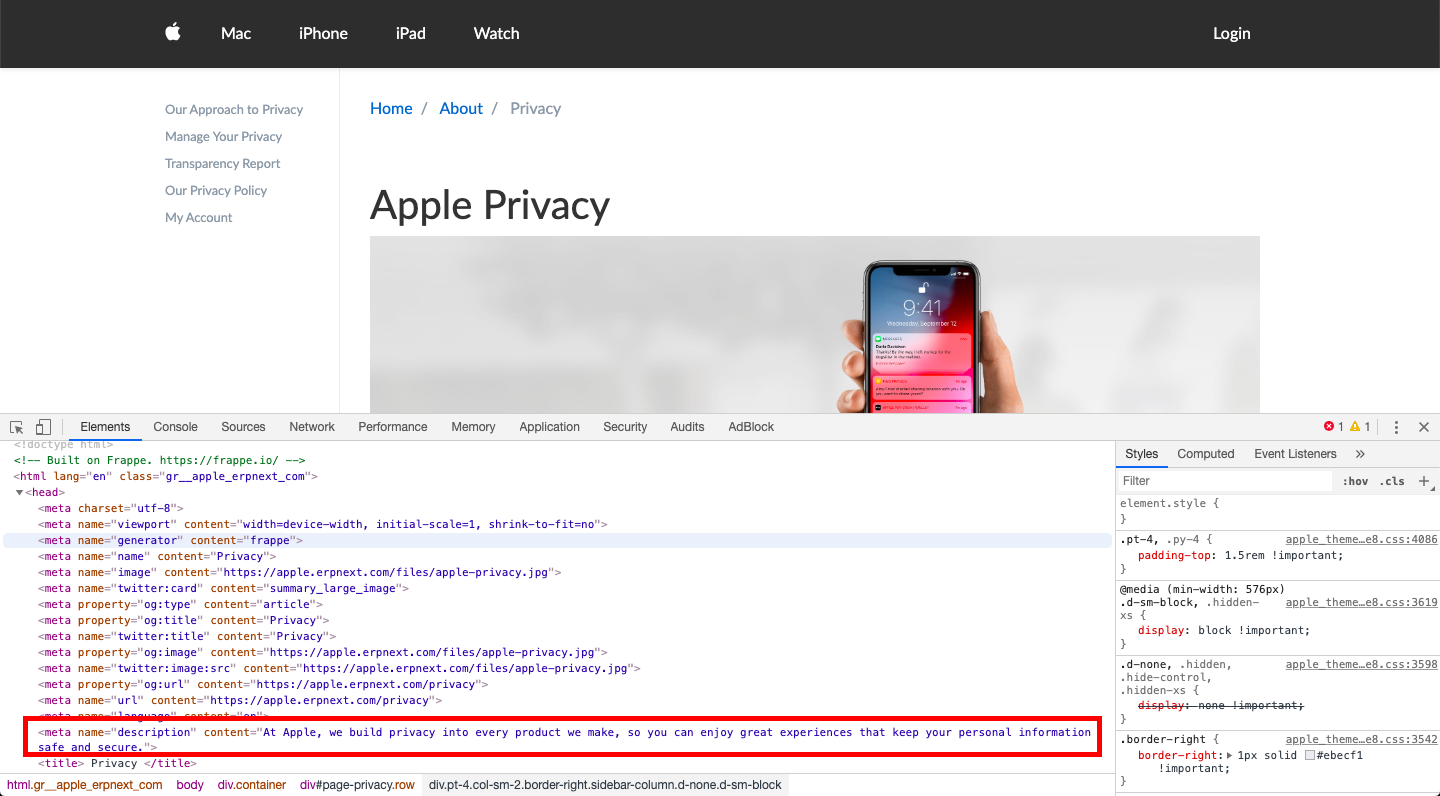 Mac iPhone iPad Watch Login
Our Approach to Privacy
Manage Your Privacy
Transparency Report
Our Privacy Policy
My Account
Home / About / Privacy
Apple Privacy
9:41
Wednesday, September 12
Elements Console Sources Network Performance Memory Application Security Audits AdBlock 1 1
<!doctype html>
<!-- Built on Frappe. https://frappe.io/ -->
<html lang="en" class="gr__apple_erpnext_com">
<head>
<meta charset="utf-8">
<meta name="viewport" content="width=device-width, initial-scale=1, shrink-to-fit=no">
<meta name="generator" content="frappe">
<meta name="name" content="Privacy">
<meta name="image" content="https://apple.erpnext.com/files/apple-privacy.jpg">
<meta name="twitter:card" content="summary_large_image">
<meta property="og:type" content="article">
<meta property="og:title" content="Privacy">
<meta name="twitter:title" content="Privacy">
<meta property="og:image" content="https://apple.erpnext.com/files/apple-privacy.jpg">
<meta name="twitter:image:src" content="https://apple.erpnext.com/files/apple-privacy.jpg">
<meta property="og:url" content="https://apple.erpnext.com/privacy">
<meta name="url" content="https://apple.erpnext.com/privacy">
<meta name="language" content="en">
<meta name="description" content="At Apple, we build privacy into every product we make, so you can enjoy great experiences that keep your personal information
safe and secure.">
<title> Privacy </title>
html.gr__apple_erpnext_com body div.container div#page-privacy.row div.pt-4.col-sm-2.border-right.sidebar-column.d-none.d-sm-block
Styles Computed Event Listeners »
Filter :hov .cls +
element.style {
}
.pt-4, .py-4 { apple_theme…e8.css:4086
padding-top: 1.5rem !important;
}
@media (min-width: 576px)
.d-sm-block, .hidden- apple_theme…e8.css:3619
xs {
display: block !important;
}
.d-none, .hidden, apple_theme…e8.css:3598
.hide-control,
.hidden-xs {
display: none !important;
}
.border-right { apple_theme…e8.css:3542
border-right: 1px solid #ebecf1
!important;
}